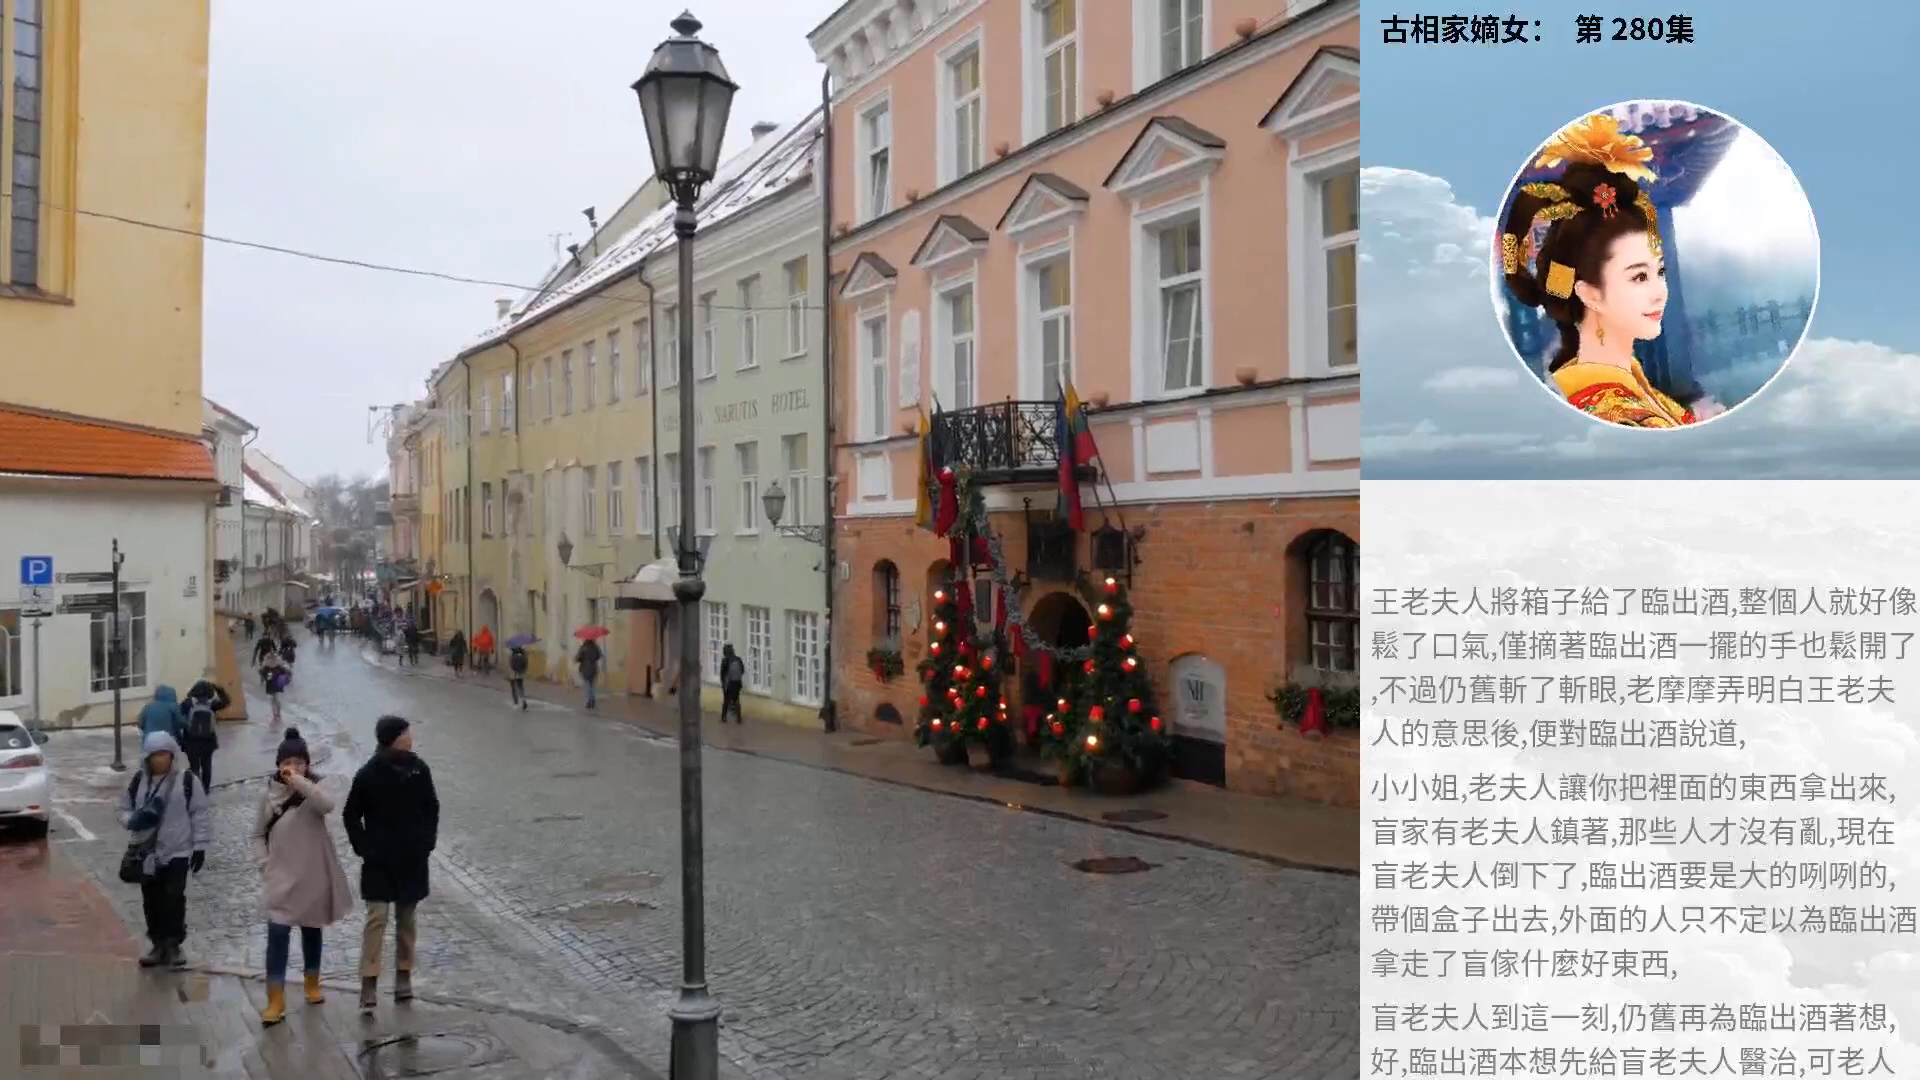 古相家嫡女： 第 280集
NARUTIS HOTEL
P
NH
王老夫人將箱子給了臨出酒,整個人就好像
鬆了口氣,僅摘著臨出酒一擺的手也鬆開了
,不過仍舊斬了斬眼,老摩摩弄明白王老夫
人的意思後,便對臨出酒說道,
小小姐,老夫人讓你把裡面的東西拿出來,
盲家有老夫人鎮著,那些人才沒有亂,現在
盲老夫人倒下了,臨出酒要是大的咧咧的,
帶個盒子出去,外面的人只不定以為臨出酒
拿走了盲傢什麼好東西,
盲老夫人到這一刻,仍舊再為臨出酒著想,
好,臨出酒本想先給盲老夫人醫治,可老人